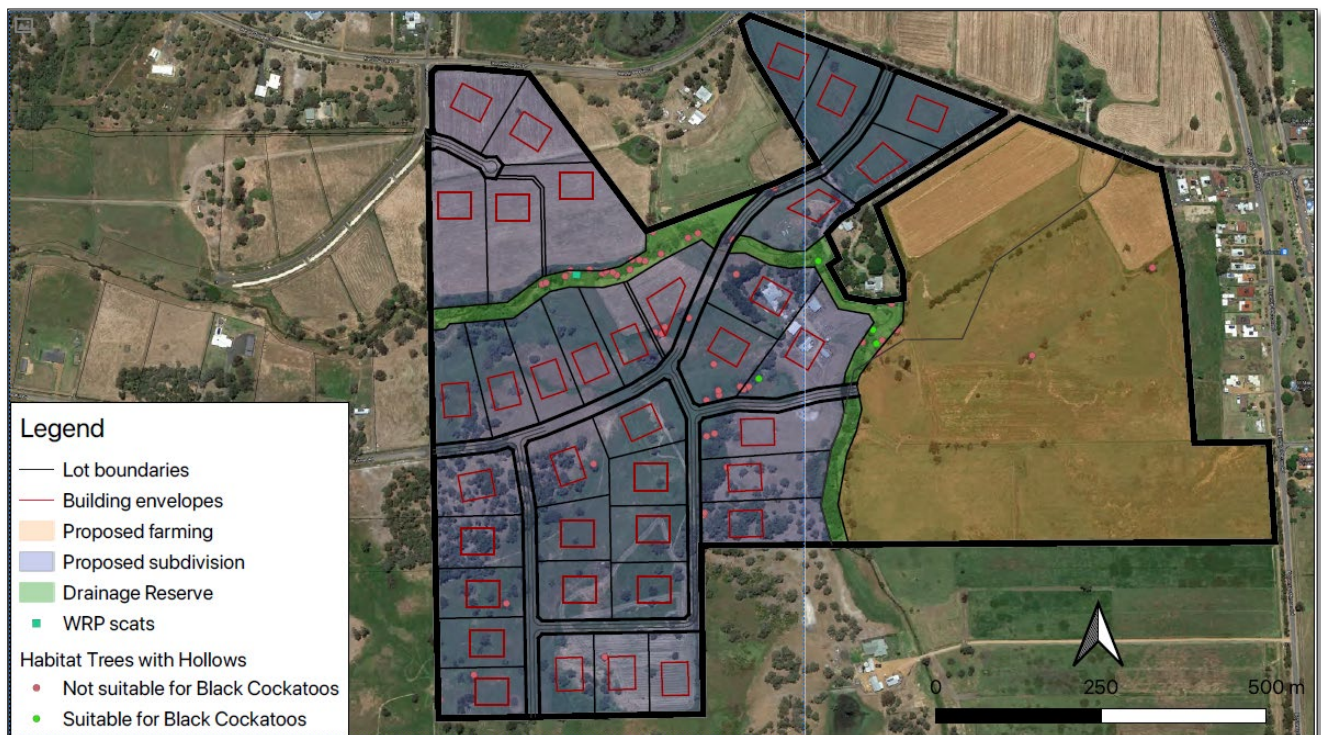 Legend
Lot boundaries
Building envelopes
Proposed farming
Proposed subdivision
Drainage Reserve
WRP scats
Habitat Trees with Hollows
Not suitable for Black Cockatoos
Suitable for Black Cockatoos
0 250 500 m